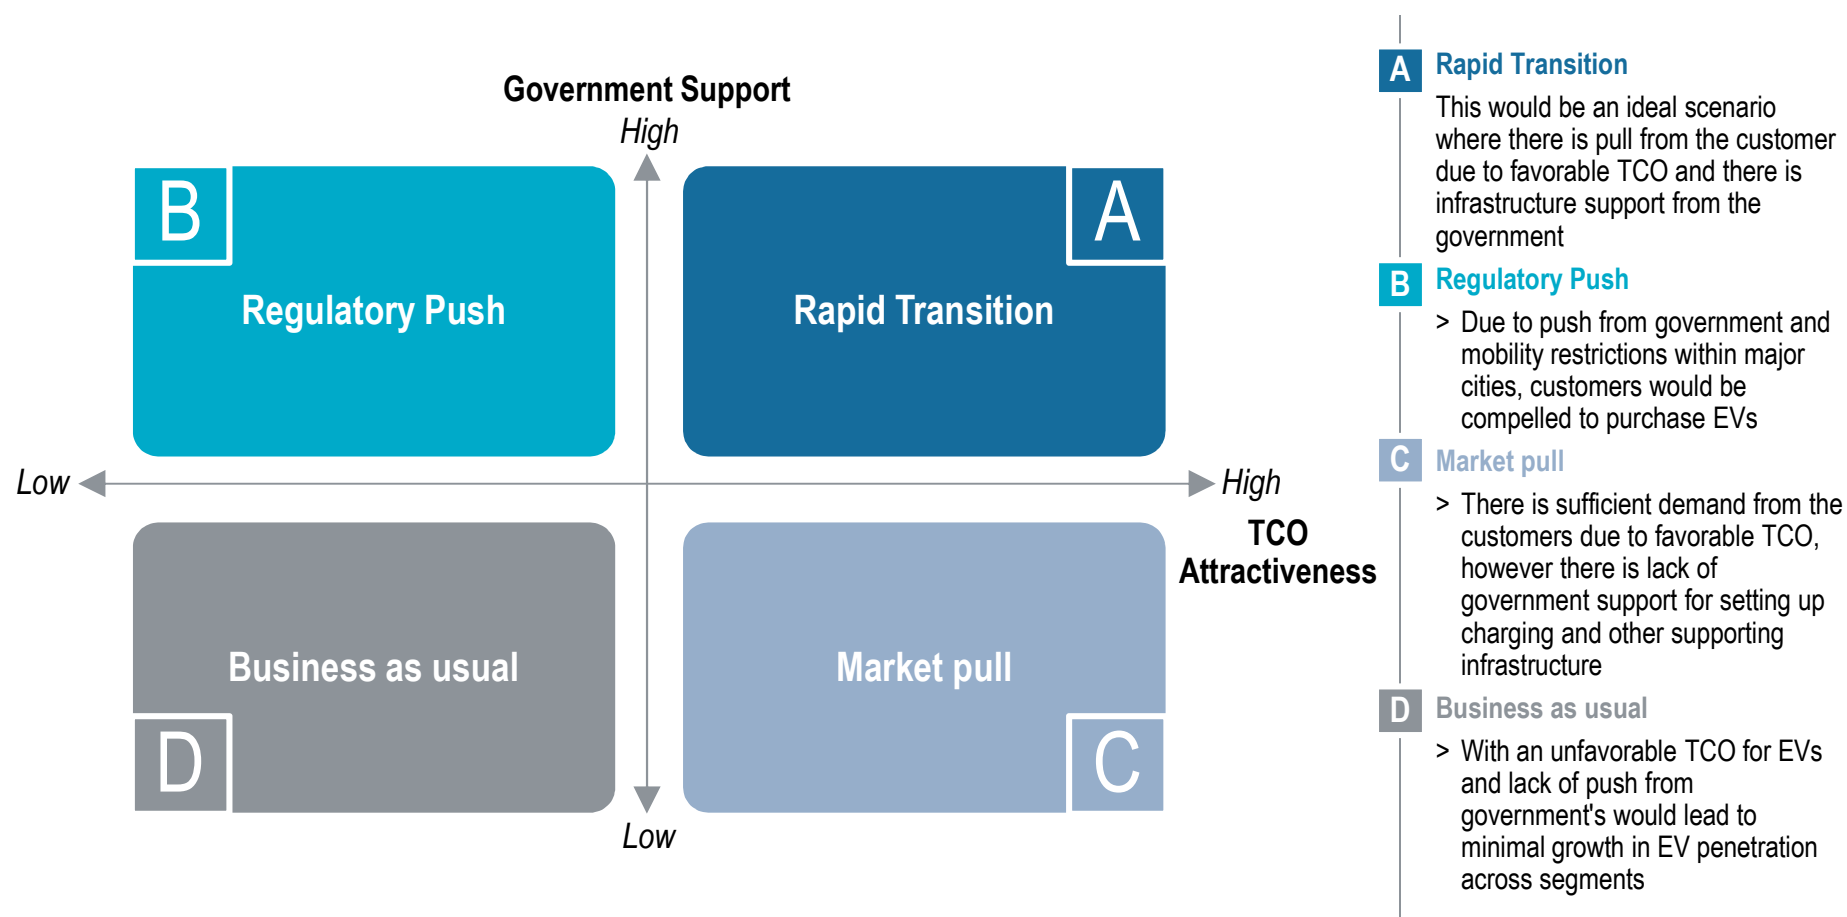 Government Support
High
B
Regulatory Push
A
Rapid Transition
Low
High
TCO
Attractiveness
Business as usual
D
Market pull
C
Low
A
Rapid Transition
This would be an ideal scenario
where there is pull from the customer
due to favorable TCO and there is
infrastructure support from the
government
B
Regulatory Push
> Due to push from government and
mobility restrictions within major
cities, customers would be
compelled to purchase EVs
C
Market pull
> There is sufficient demand from the
customers due to favorable TCO,
however there is lack of
government support for setting up
charging and other supporting
infrastructure
D
Business as usual
> With an unfavorable TCO for EVs
and lack of push from
government's would lead to
minimal growth in EV penetration
across segments